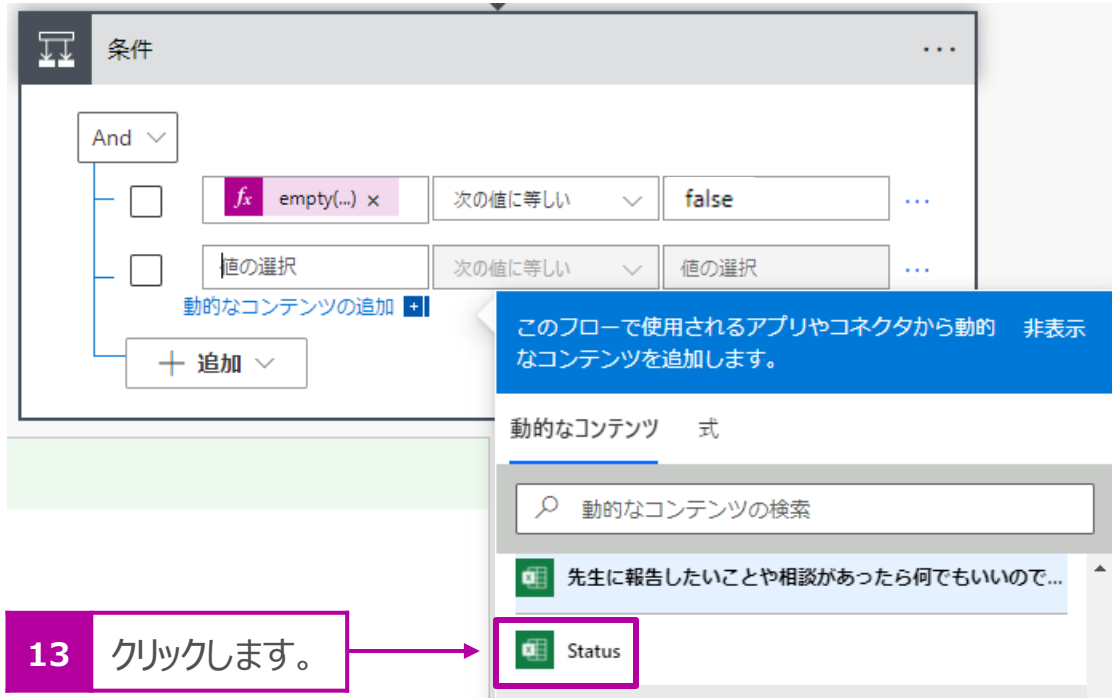 条件
And
fx empty(...) × 次の値に等しい false
値の選択 次の値に等しい 値の選択
動的なコンテンツの追加
追加
このフローで使用されるアプリやコネクタから動的
なコンテンツを追加します。
非表示
動的なコンテンツ 式
動的なコンテンツの検索
先生に報告したいことや相談があったら何でもいいので...
Status
13 クリックします。